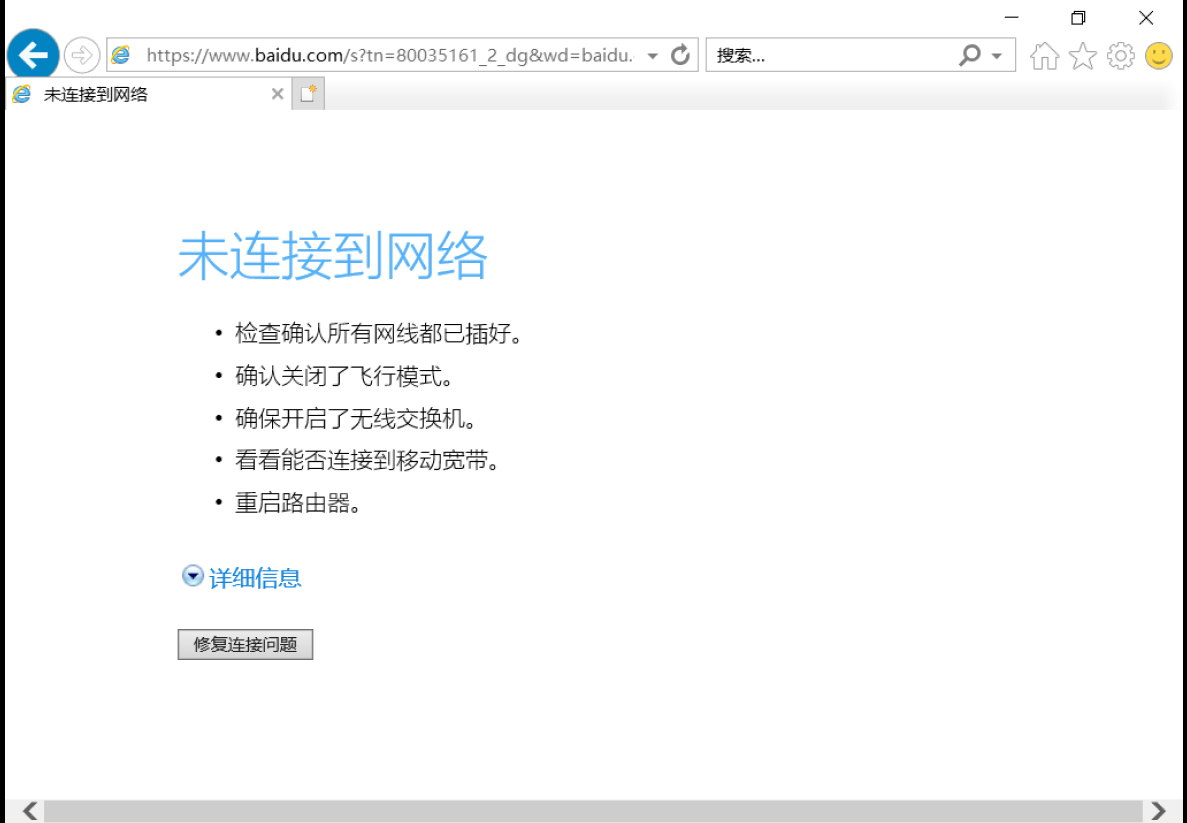 https://www.baidu.com/s?tn=80035161_2_dg&wd=baidu.
搜索...
未连接到网络
未连接到网络
• 检查确认所有网线都已插好。
• 确认关闭了飞行模式。
• 确保开启了无线交换机。
• 看看能否连接到移动宽带。
• 重启路由器。
详细信息
修复连接问题